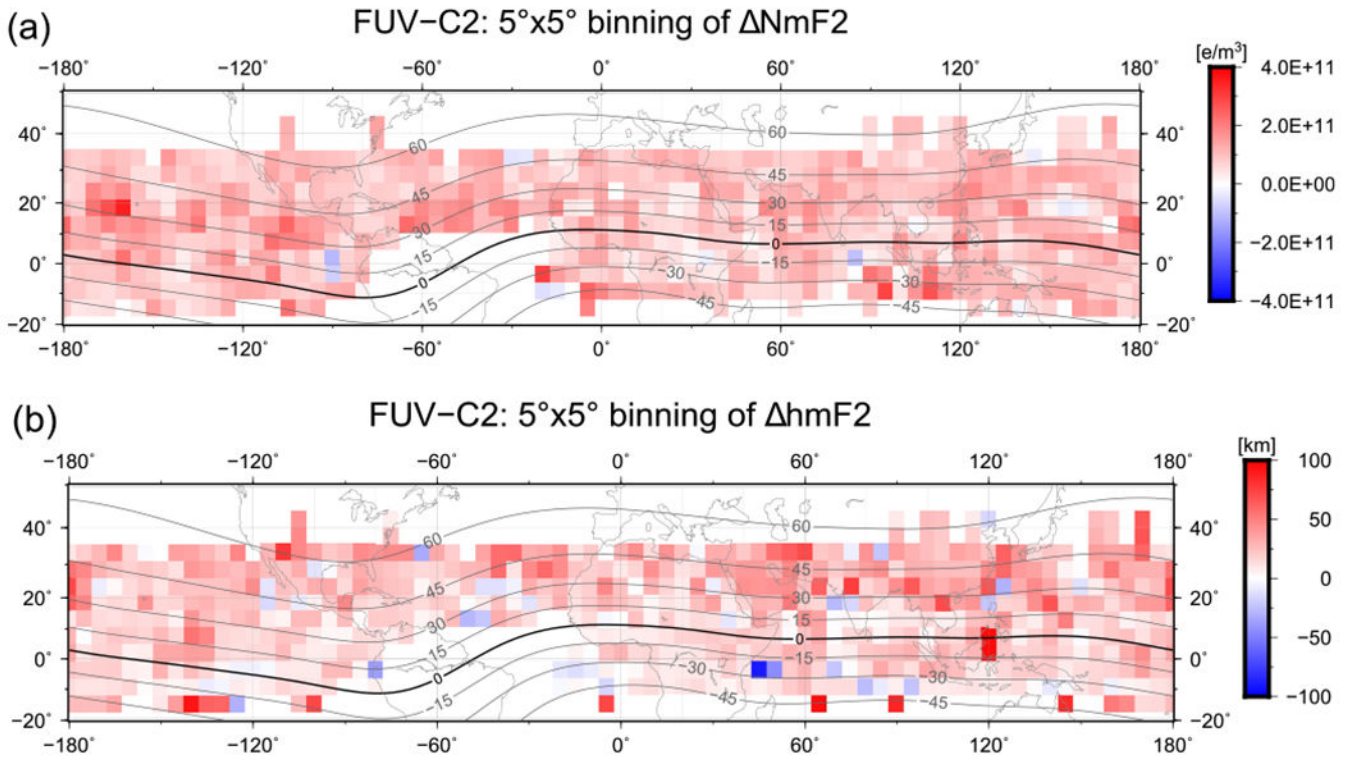 (a)
FUV−C2: 5°x5° binning of ΔNmF2
[e/m³]
−180˚ −120˚ −60˚ 0˚ 60˚ 120˚ 180˚
4.0E+11
2.0E+11
0.0E+00
−2.0E+11
−4.0E+11
40˚ 60 60 40˚
45 45
20˚ 30 30 20˚
15 15
0˚ 0 0 0˚
−15 −15
−30 −30
−45 −45
−20˚ −20˚
−180˚ −120˚ −60˚ 0˚ 60˚ 120˚ 180˚
(b)
FUV−C2: 5°x5° binning of ΔhmF2
[km]
−180˚ −120˚ −60˚ 0˚ 60˚ 120˚ 180˚
100
50
0
−50
−100
40˚ 60 60 40˚
45 45
20˚ 30 30 20˚
15 15
0˚ 0 0 0˚
−15 −15
−30 −30
−45 −45
−20˚ −20˚
−180˚ −120˚ −60˚ 0˚ 60˚ 120˚ 180˚